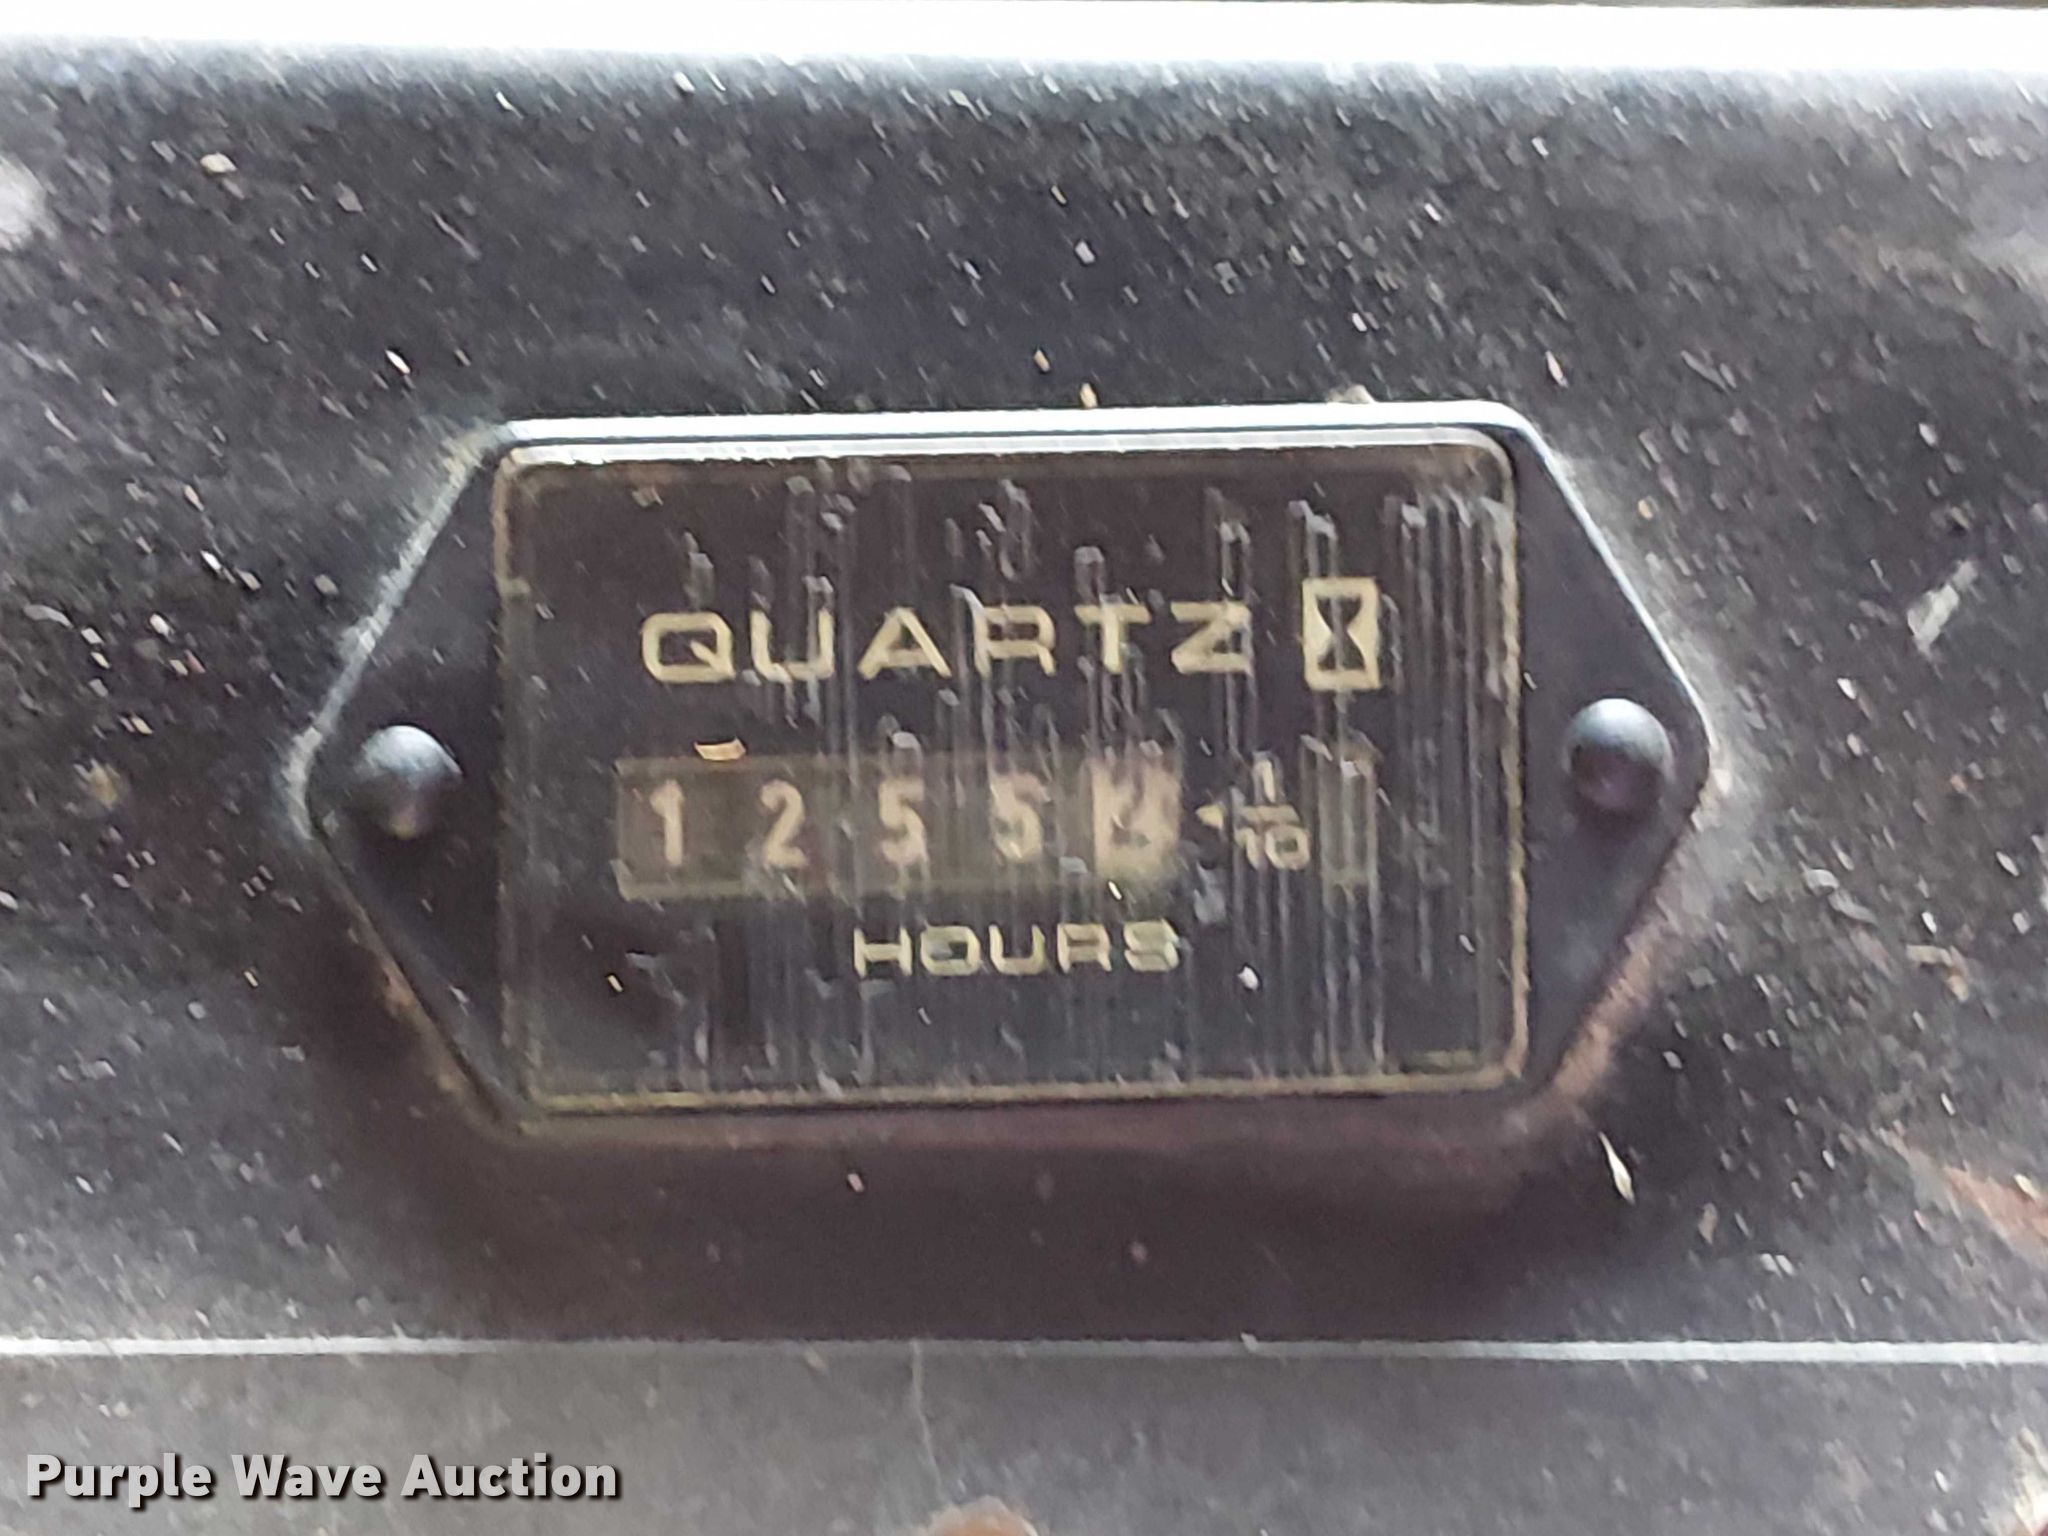 QUARTZ
1 2 5 5 1/10
HOURS
Purple Wave Auction